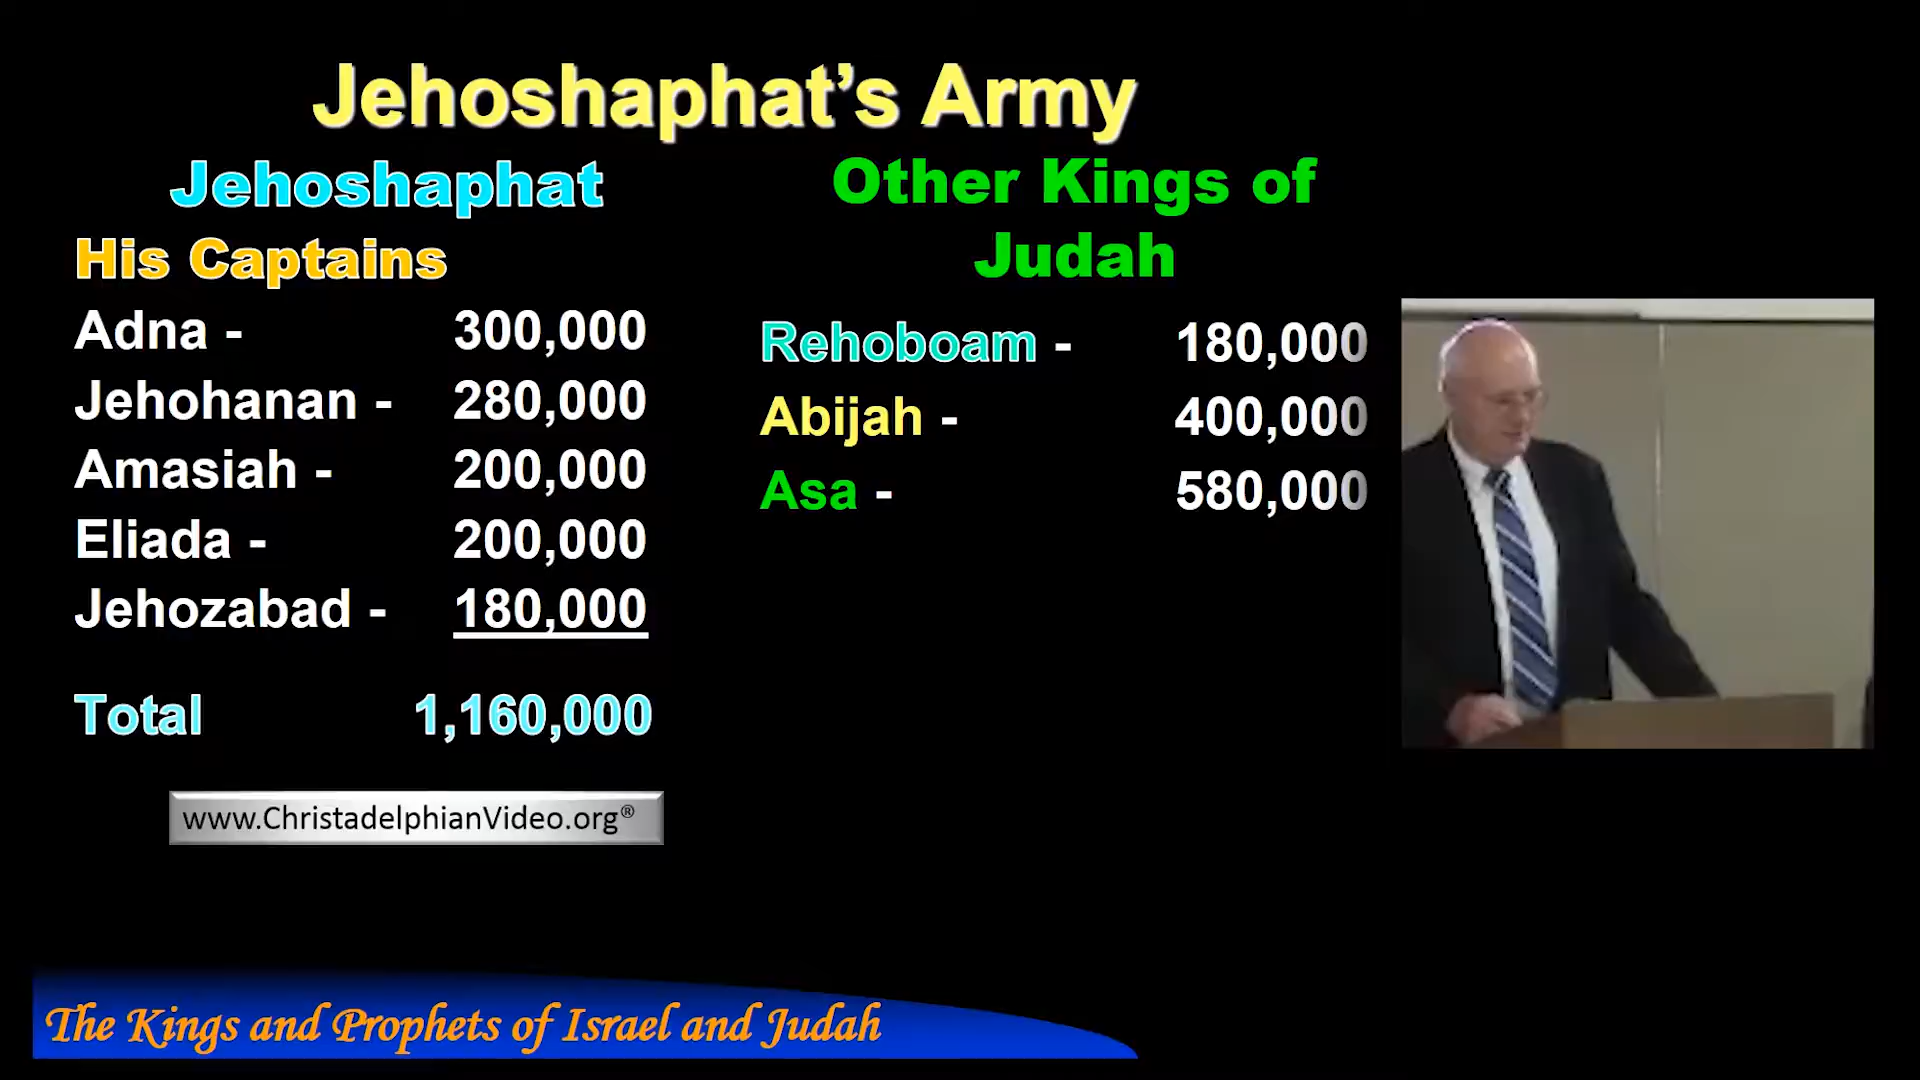 Jehoshaphat’s Army
Jehoshaphat
His Captains
Adna - 300,000
Jehohanan - 280,000
Amasiah - 200,000
Eliada - 200,000
Jehozabad - 180,000
Total 1,160,000
Other Kings of
Judah
Rehoboam - 180,000
Abijah - 400,000
Asa - 580,000
www.ChristadelphianVideo.org®
The Kings and Prophets of Israel and Judah